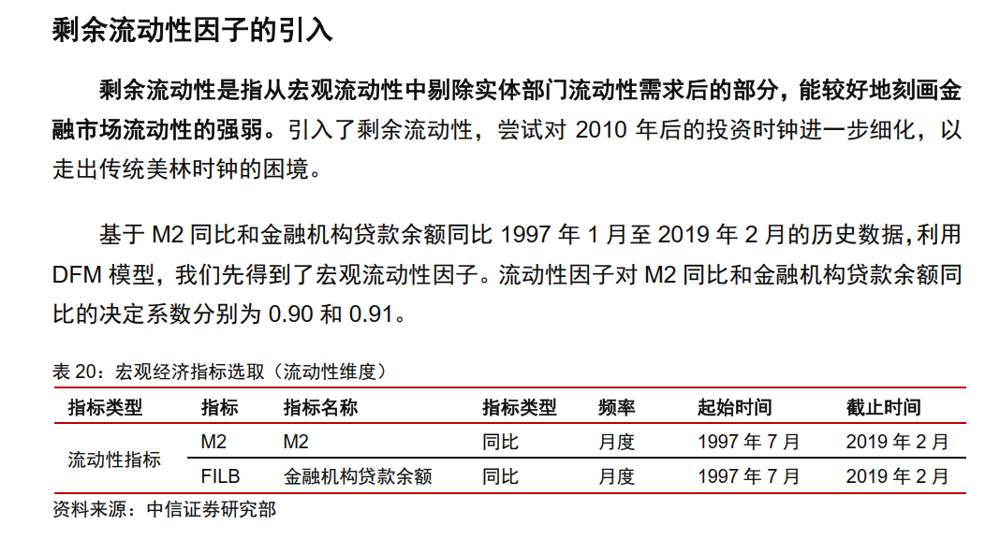 剩余流动性因子的引入
剩余流动性是指从宏观流动性中剔除实体部门流动性需求后的部分，能较好地刻画金
融市场流动性的强弱。引入了剩余流动性，尝试对 2010 年后的投资时钟进一步细化，以
走出传统美林时钟的困境。
基于 M2 同比和金融机构贷款余额同比 1997 年 1 月至 2019 年 2 月的历史数据，利用
DFM 模型，我们先得到了宏观流动性因子。流动性因子对 M2 同比和金融机构贷款余额同
比的决定系数分别为 0.90 和 0.91。
表 20：宏观经济指标选取（流动性维度）
指标类型 指标 指标名称 指标类型 频率 起始时间 截止时间
流动性指标 M2 M2 同比 月度 1997 年 7 月 2019 年 2 月
FILB 金融机构贷款余额 同比 月度 1997 年 7 月 2019 年 2 月
资料来源：中信证券研究部